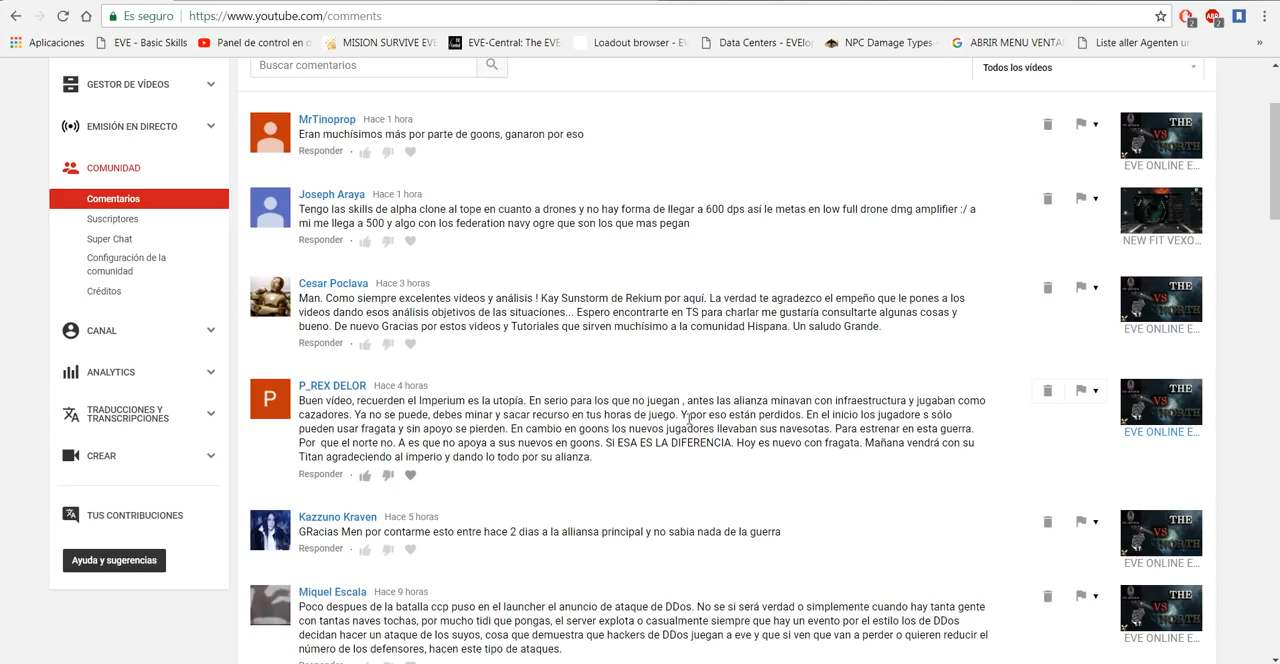 Es seguro
https://www.youtube.com/comments
2
2
Aplicaciones
EVE - Basic Skills
Panel de control en
MISION SURVIVE EVE
EVE-Central: The EVE
Loadout browser - EV
Data Centers - EVElop
NPC Damage Types -
ABRIR MENU VENTA
Liste aller Agenten un
»
Buscar comentarios
Todos los vídeos
GESTOR DE VÍDEOS
EMISIÓN EN DIRECTO
COMUNIDAD
Comentarios
Suscriptores
Super Chat
Configuración de la
comunidad
Créditos
CANAL
ANALYTICS
TRADUCCIONES Y
TRANSCRIPCIONES
CREAR
TUS CONTRIBUCIONES
Ayuda y sugerencias
MrTinoprop Hace 1 hora
Eran muchísimos más por parte de goons, ganaron por eso
Responder
THE
VS
NORTH
EVE ONLINE E...
Joseph Araya Hace 1 hora
Tengo las skills de alpha clone al tope en cuanto a drones y no hay forma de llegar a 600 dps así le metas en low full drone dmg amplifier :/ a
mi me llega a 500 y algo con los federation navy ogre que son los que mas pegan
Responder
NEW FIT VEXO...
Cesar Poclava Hace 3 horas
Man. Como siempre excelentes videos y análisis ! Kay Sunstorm de Rekium por aquí. La verdad te agradezco el empeño que le pones a los
videos dando esos análisis objetivos de las situaciones... Espero encontrarte en TS para charlar me gustaría consultarte algunas cosas y
bueno. De nuevo Gracias por estos videos y Tutoriales que sirven muchísimo a la comunidad Hispana. Un saludo Grande.
Responder
THE
VS
NORTH
EVE ONLINE E...
P
P_REX DELOR Hace 4 horas
Buen vídeo, recuerden el Imperium es la utopía. En serio para los que no juegan , antes las alianza minavan con infraestructura y jugaban como
cazadores. Ya no se puede, debes minar y sacar recurso en tus horas de juego. Y por eso están perdidos. En el inicio los jugadore s sólo
pueden usar fragata y sin apoyo se piden. En cambio en goons los nuevos jugadores llevaban sus navesotas. Para estrenar en esta guerra.
Por que el norte no. A es que no apoyan sus nuevos en goons. Si ESA ES LA DIFERENCIA. Hoy es nuevo con fragata. Mañana vendrá con su
Titan agradeciendo al imperio y dando lo todo por su alianza.
Responder
THE
VS
NORTH
EVE ONLINE E...
Kazzuno Kraven Hace 5 horas
GRacias Men por contarme esto entre hace 2 dias a la alliansa principal y no sabia nada de la guerra
Responder
THE
VS
NORTH
EVE ONLINE E...
Miquel Escala Hace 9 horas
Poco despues de la batalla ccp puso en el launcher el anuncio de ataque de DDos. No se si será verdad o simplemente cuando hay tanta gente
con tantas naves tochas, por mucho tidi que pongas, el server explota o casualmente siempre que hay un evento por el estilo los de DDos
decidan hacer un ataque de los suyos, cosa que demuestra que hackers de DDos juegan a eve y que si ven que van a perder o quieren reducir el
número de los defensores, hacen este tipo de ataques.
Responder
THE
VS
NORTH
EVE ONLINE E...